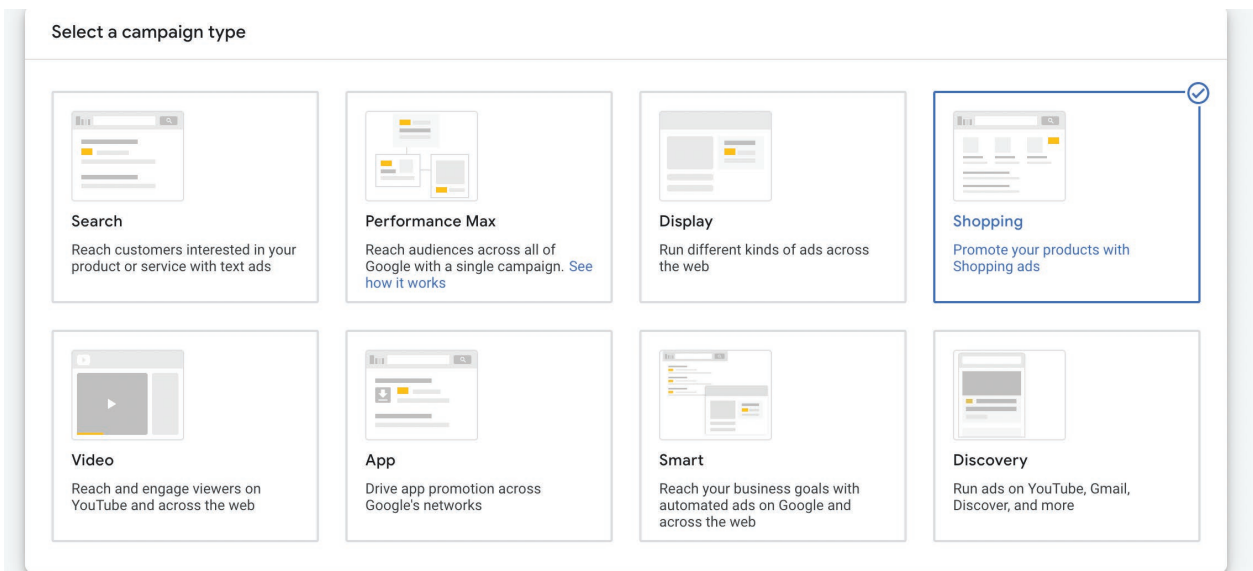 Select a campaign type
Search
Reach customers interested in your
product or service with text ads
Performance Max
Reach audiences across all of
Google with a single campaign. See
how it works
Display
Run different kinds of ads across
the web
Shopping
Promote your products with
Shopping ads
Video
Reach and engage viewers on
YouTube and across the web
App
Drive app promotion across
Google's networks
Smart
Reach your business goals with
automated ads on Google and
across the web
Discovery
Run ads on YouTube, Gmail,
Discover, and more